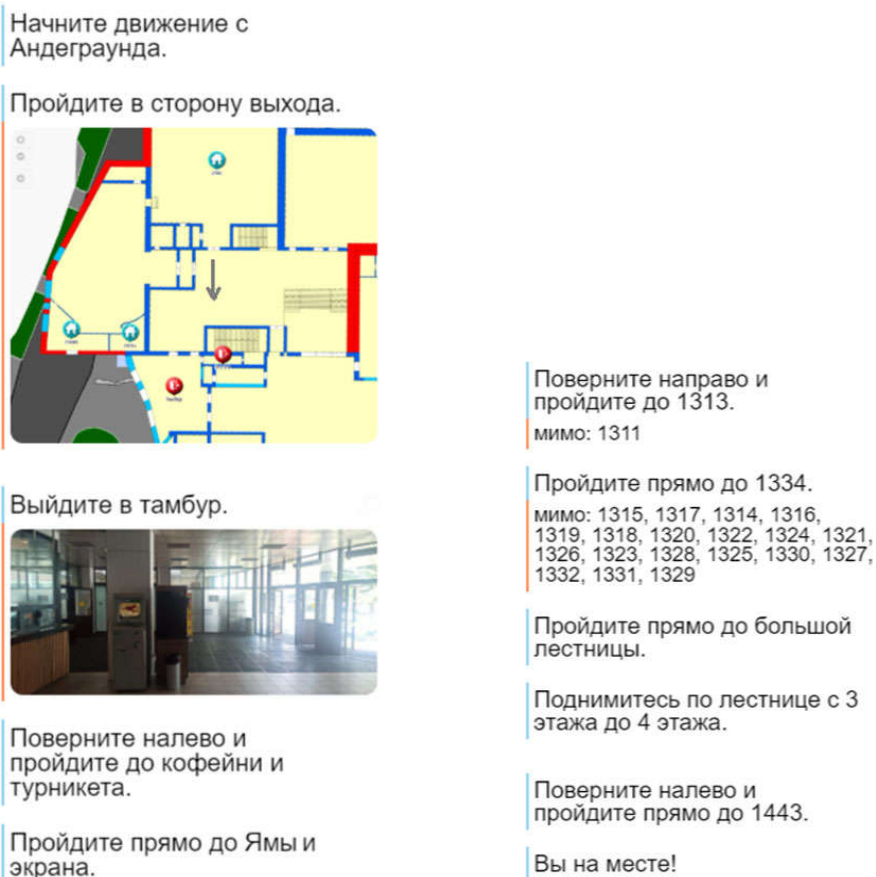 Начните движение с
Андеграунда.
Пройдите в сторону выхода.
Выйдите в тамбур.
Поверните налево и
пройдите до кофейни и
турникета.
Пройдите прямо до Ямы и
экрана.
Поверните направо и
пройдите до 1313.
мимо: 1311
Пройдите прямо до 1334.
мимо: 1315, 1317, 1314, 1316,
1319, 1318, 1320, 1322, 1324, 1321,
1326, 1323, 1328, 1325, 1330, 1327,
1332, 1331, 1329
Пройдите прямо до большой
лестницы.
Поднимитесь по лестнице с 3
этажа до 4 этажа.
Поверните налево и
пройдите прямо до 1443.
Вы на месте!